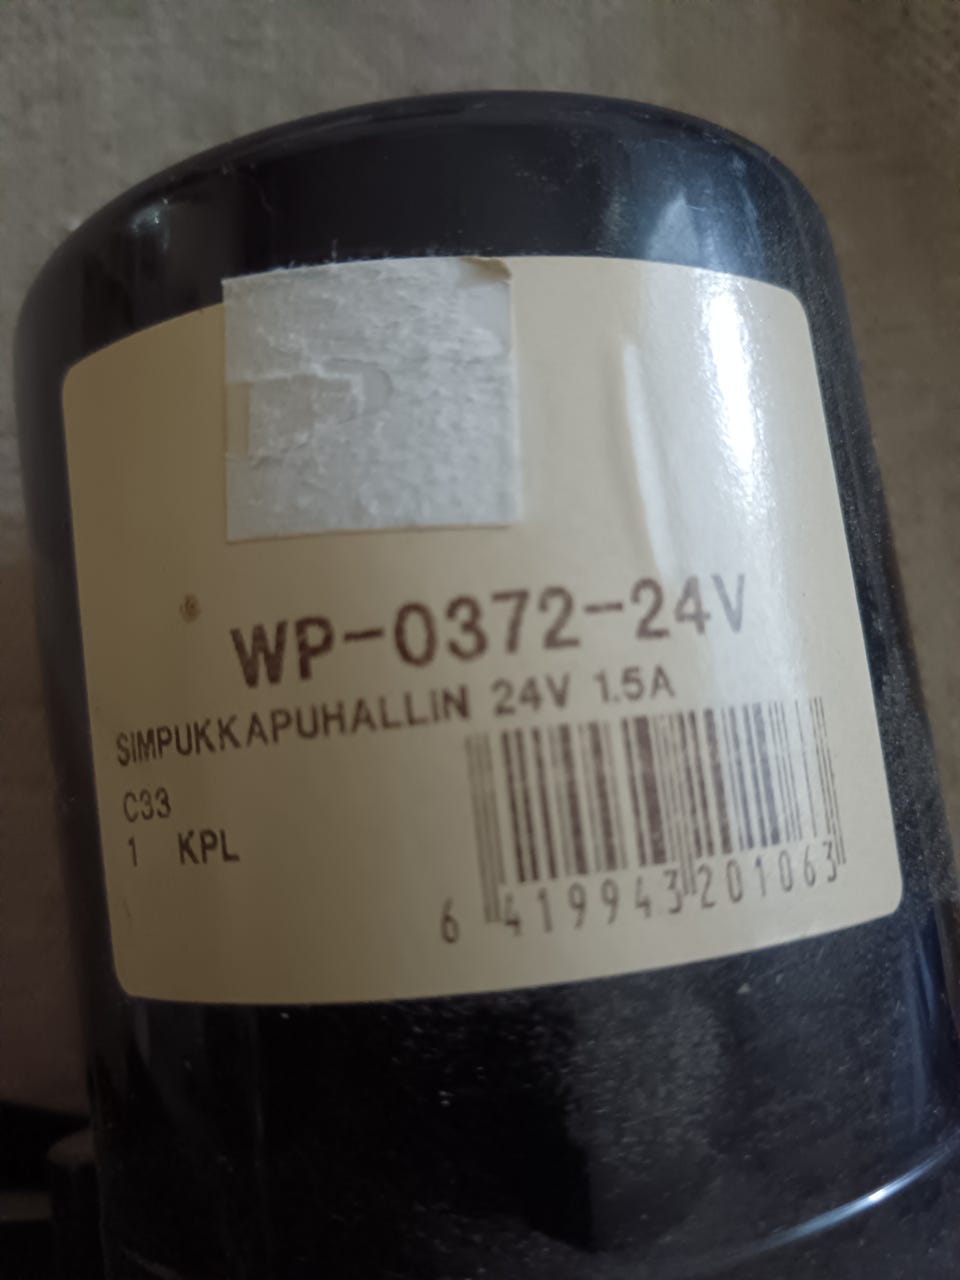 WP-0372-24V
SIMPUKKAPUHALLIN 24V 1.5A
C33
1 KPL
6 419943 201063